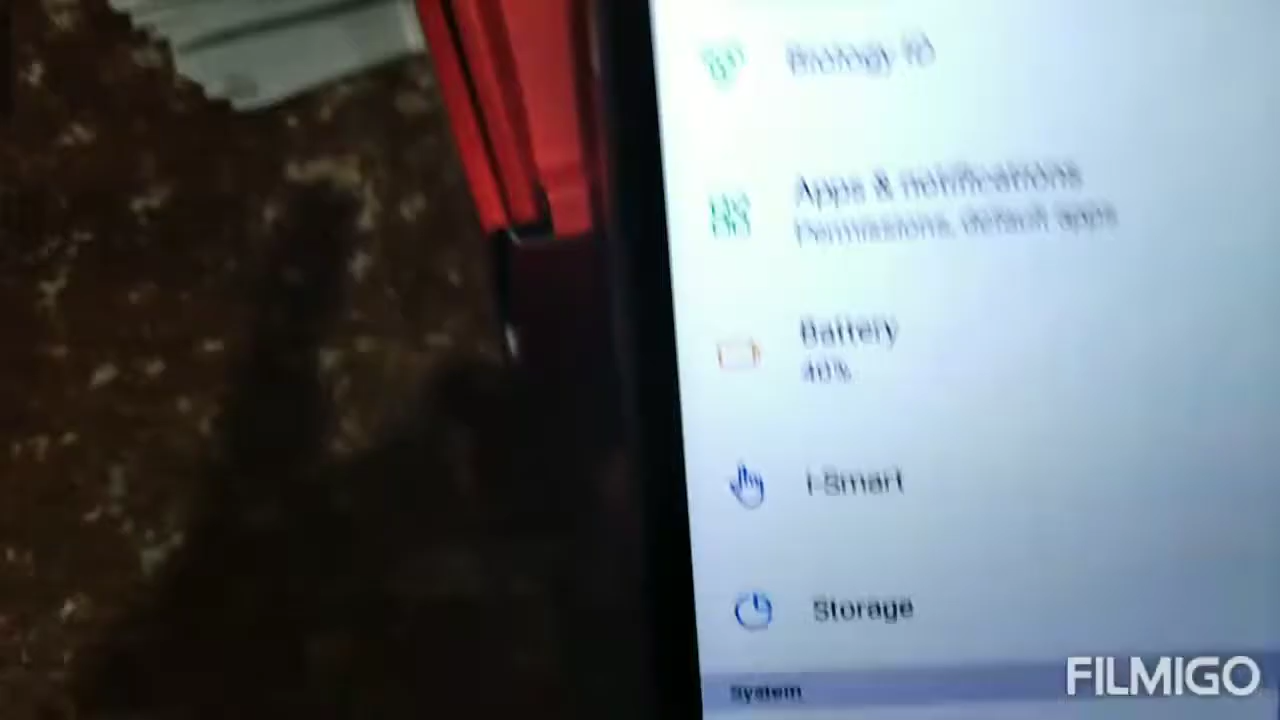 Biology ID
Apps & notifications
Permissions, default apps
Battery
40%
i-Smart
Storage
System
FILMIGO